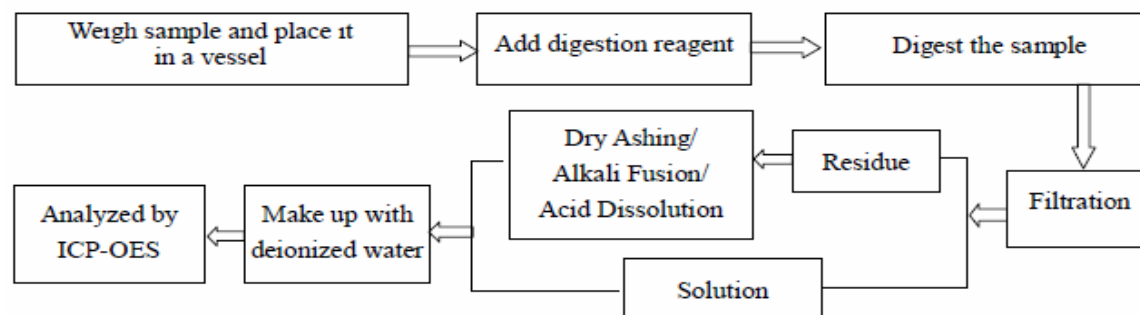 Weigh sample and place it
in a vessel
Add digestion reagent
Digest the sample
Filtration
Residue
Dry Ashing/
Alkali Fusion/
Acid Dissolution
Solution
Make up with
deionized water
Analyzed by
ICP-OES